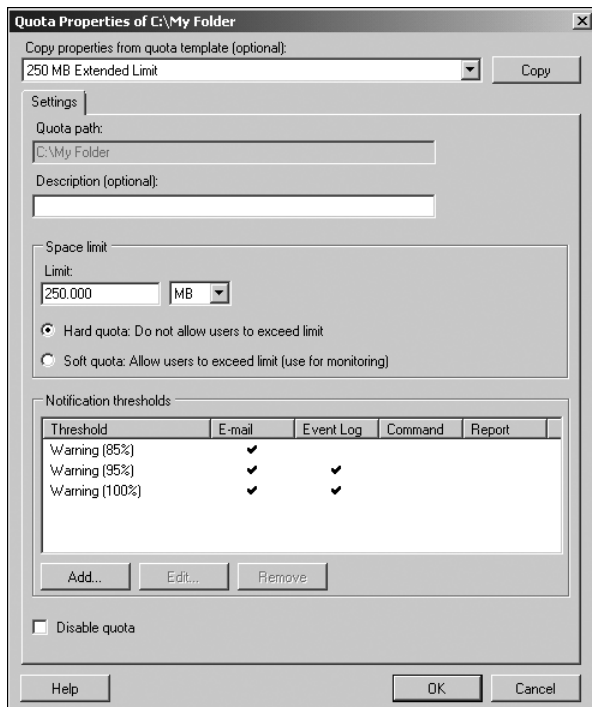 Quota Properties of C:\My Folder
Copy properties from quota template (optional):
250 MB Extended Limit
Copy
Settings
Quota path:
C:\My Folder
Description (optional):
Space limit
Limit:
250.000 MB
Hard quota: Do not allow users to exceed limit
Soft quota: Allow users to exceed limit (use for monitoring)
Notification thresholds
Threshold E-mail Event Log Command Report
Warning (85%)
Warning (95%)
Warning (100%)
Add... Edit... Remove
Disable quota
Help OK Cancel